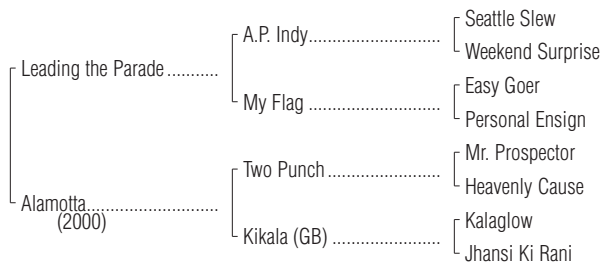 Seattle Slew
A.P. Indy
Weekend Surprise
Leading the Parade
Easy Goer
My Flag
Personal Ensign
Mr. Prospector
Two Punch
Heavenly Cause
Alamotta
(2000)
Kalaglow
Kikala (GB)
Jhansi Ki Rani